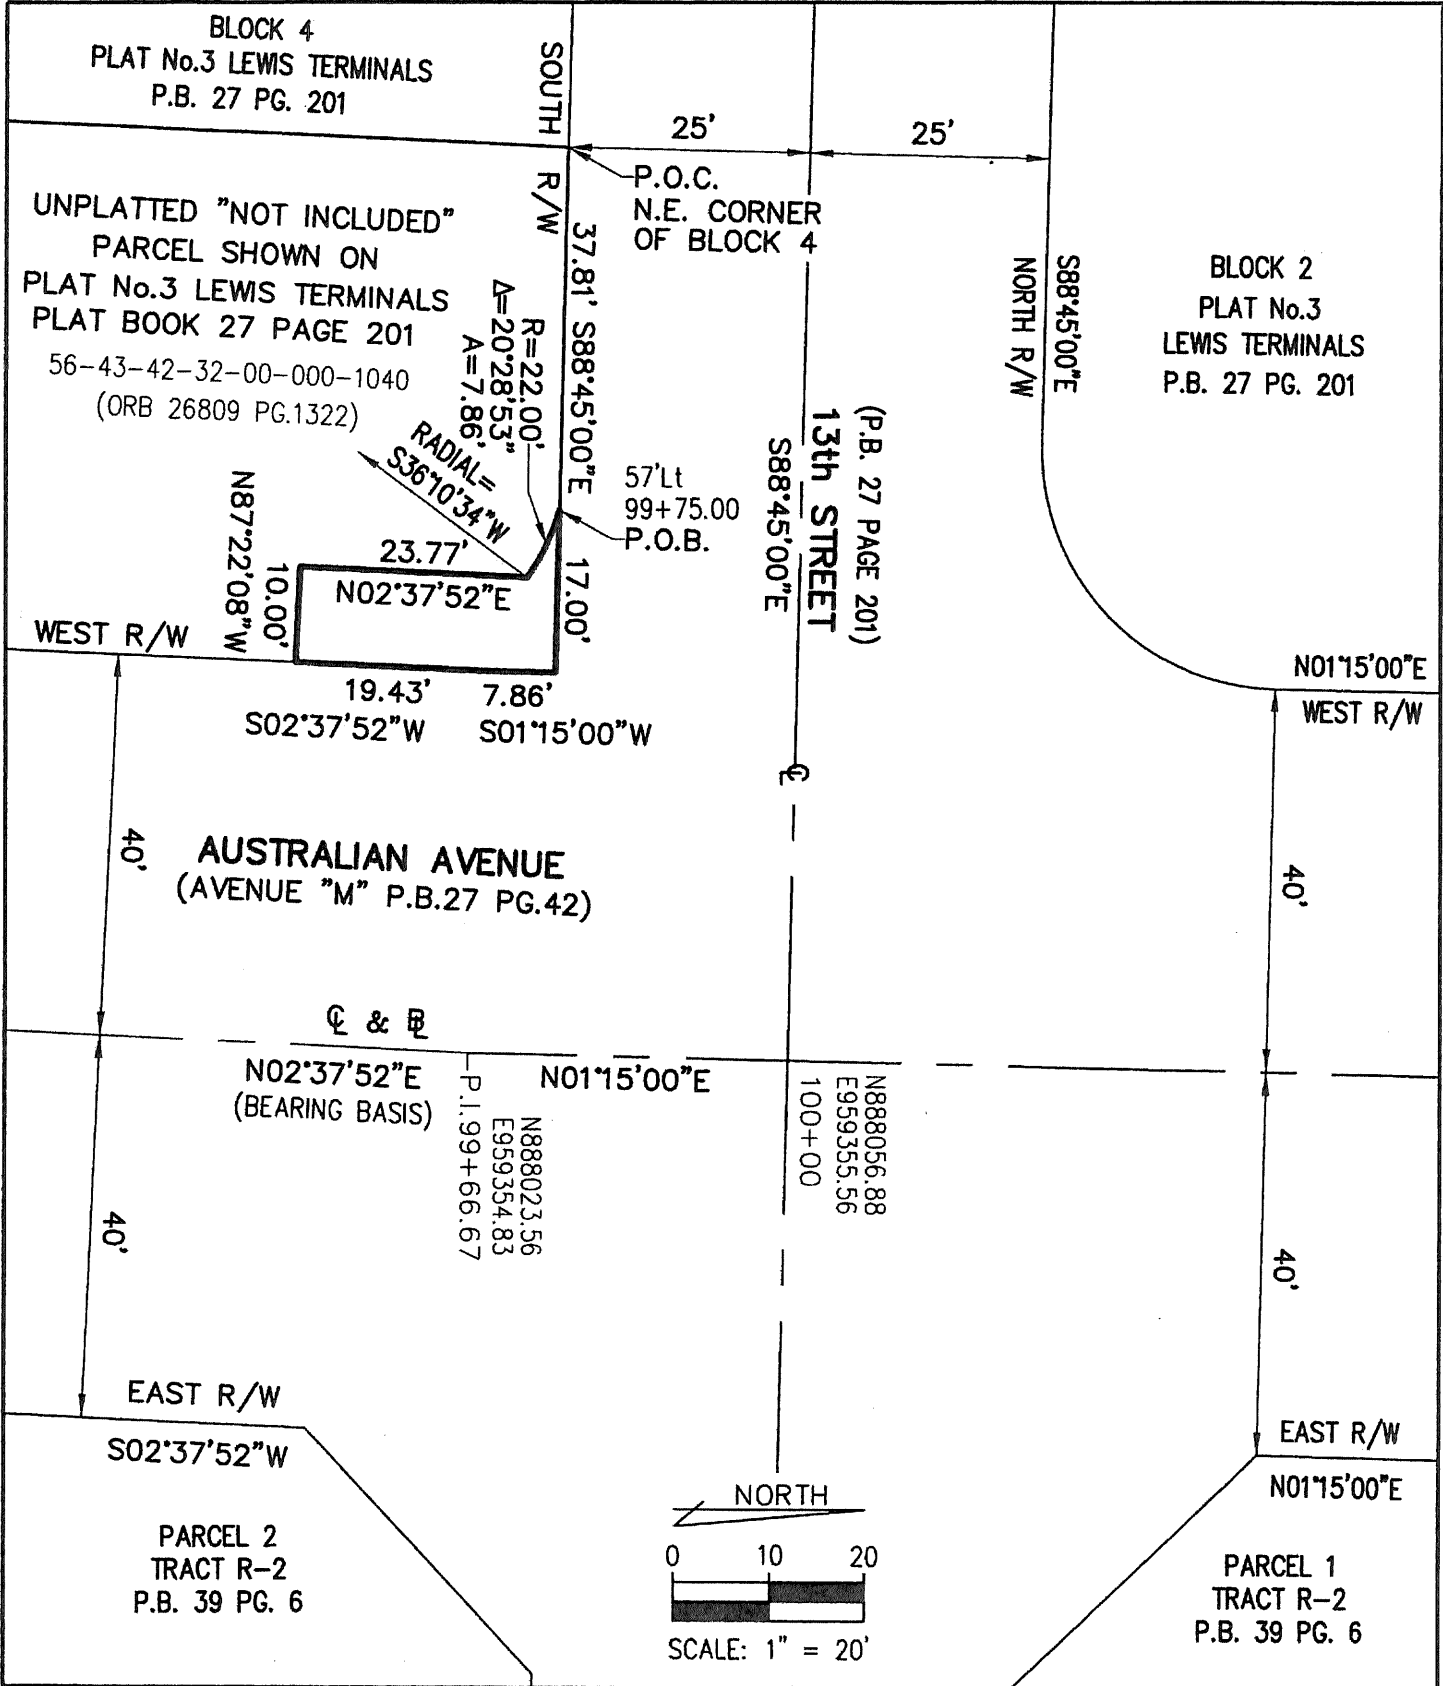 BLOCK 4
PLAT No.3 LEWIS TERMINALS
P.B. 27 PG. 201
SOUTH R/W
25'
25'
P.O.C.
N.E. CORNER
OF BLOCK 4
UNPLATTED "NOT INCLUDED"
PARCEL SHOWN ON
PLAT No.3 LEWIS TERMINALS
PLAT BOOK 27 PAGE 201
56-43-42-32-00-000-1040
(ORB 26809 PG.1322)
37.81' S88°45'00"E
R=22.00'
Δ=20°28'53"
A=7.86'
RADIAL=
S36°10'34"W
57'Lt
99+75.00
P.O.B.
(P.B. 27 PAGE 201)
13th STREET
S88°45'00"E
S88°45'00"E
NORTH R/W
BLOCK 2
PLAT No.3
LEWIS TERMINALS
P.B. 27 PG. 201
N87°22'08"W
10.00'
23.77'
N02°37'52"E
17.00'
WEST R/W
19.43'
S02°37'52"W
7.86'
S01°15'00"W
N01°15'00"E
WEST R/W
℄
40'
AUSTRALIAN AVENUE
(AVENUE "M" P.B.27 PG.42)
40'
℄ & BL
N02°37'52"E
(BEARING BASIS)
N01°15'00"E
N888023.56
E959354.83
P.I.99+66.67
N888056.88
E959355.56
100+00
40'
40'
EAST R/W
S02°37'52"W
EAST R/W
N01°15'00"E
PARCEL 2
TRACT R-2
P.B. 39 PG. 6
NORTH
0 10 20
SCALE: 1" = 20'
PARCEL 1
TRACT R-2
P.B. 39 PG. 6